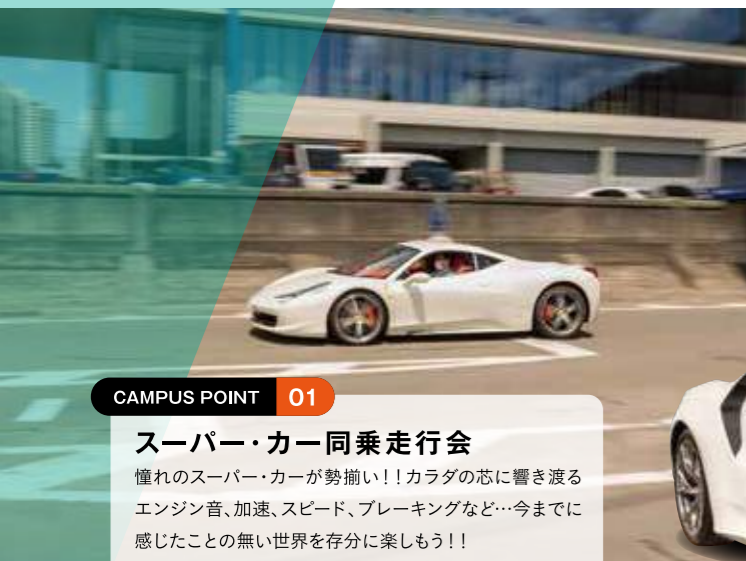 CAMPUS POINT 01
スーパー・カー同乗走行会
憧れのスーパー・カーが勢揃い!!カラダの芯に響き渡る
エンジン音、加速、スピード、ブレーキングなど…今までに
感じたことの無い世界を存分に楽しもう!!